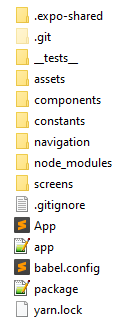 .expo-shared
.git
__tests__
assets
components
constants
navigation
node_modules
screens
.gitignore
App
app
babel.config
package
yarn.lock